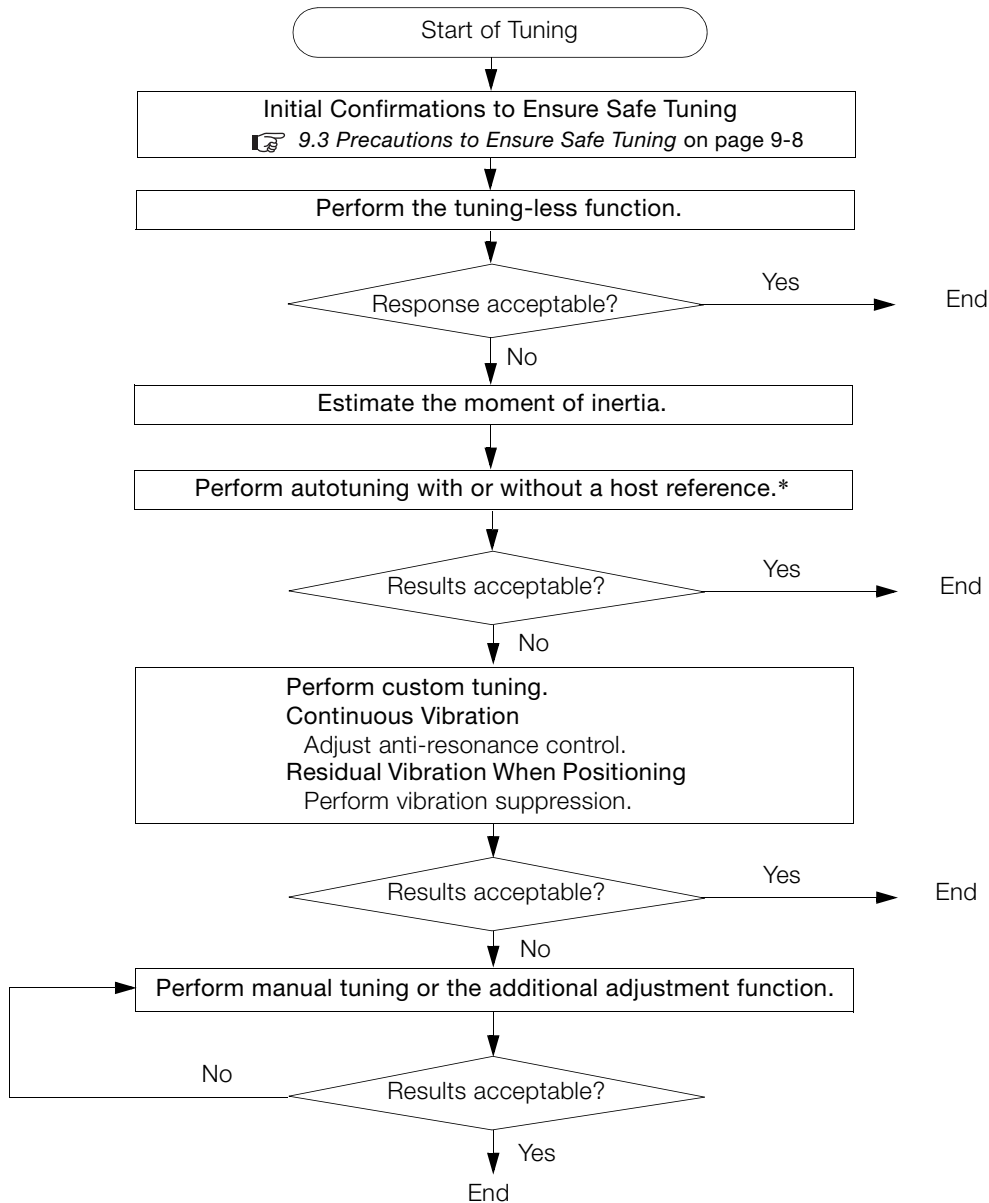 Start of Tuning
Initial Confirmations to Ensure Safe Tuning
9.3 Precautions to Ensure Safe Tuning on page 9-8
Perform the tuning-less function.
Response acceptable?
Yes
End
No
Estimate the moment of inertia.
Perform autotuning with or without a host reference.*
Results acceptable?
Yes
End
No
Perform custom tuning.
Continuous Vibration
Adjust anti-resonance control.
Residual Vibration When Positioning
Perform vibration suppression.
Results acceptable?
Yes
End
No
Perform manual tuning or the additional adjustment function.
No
Results acceptable?
Yes
End